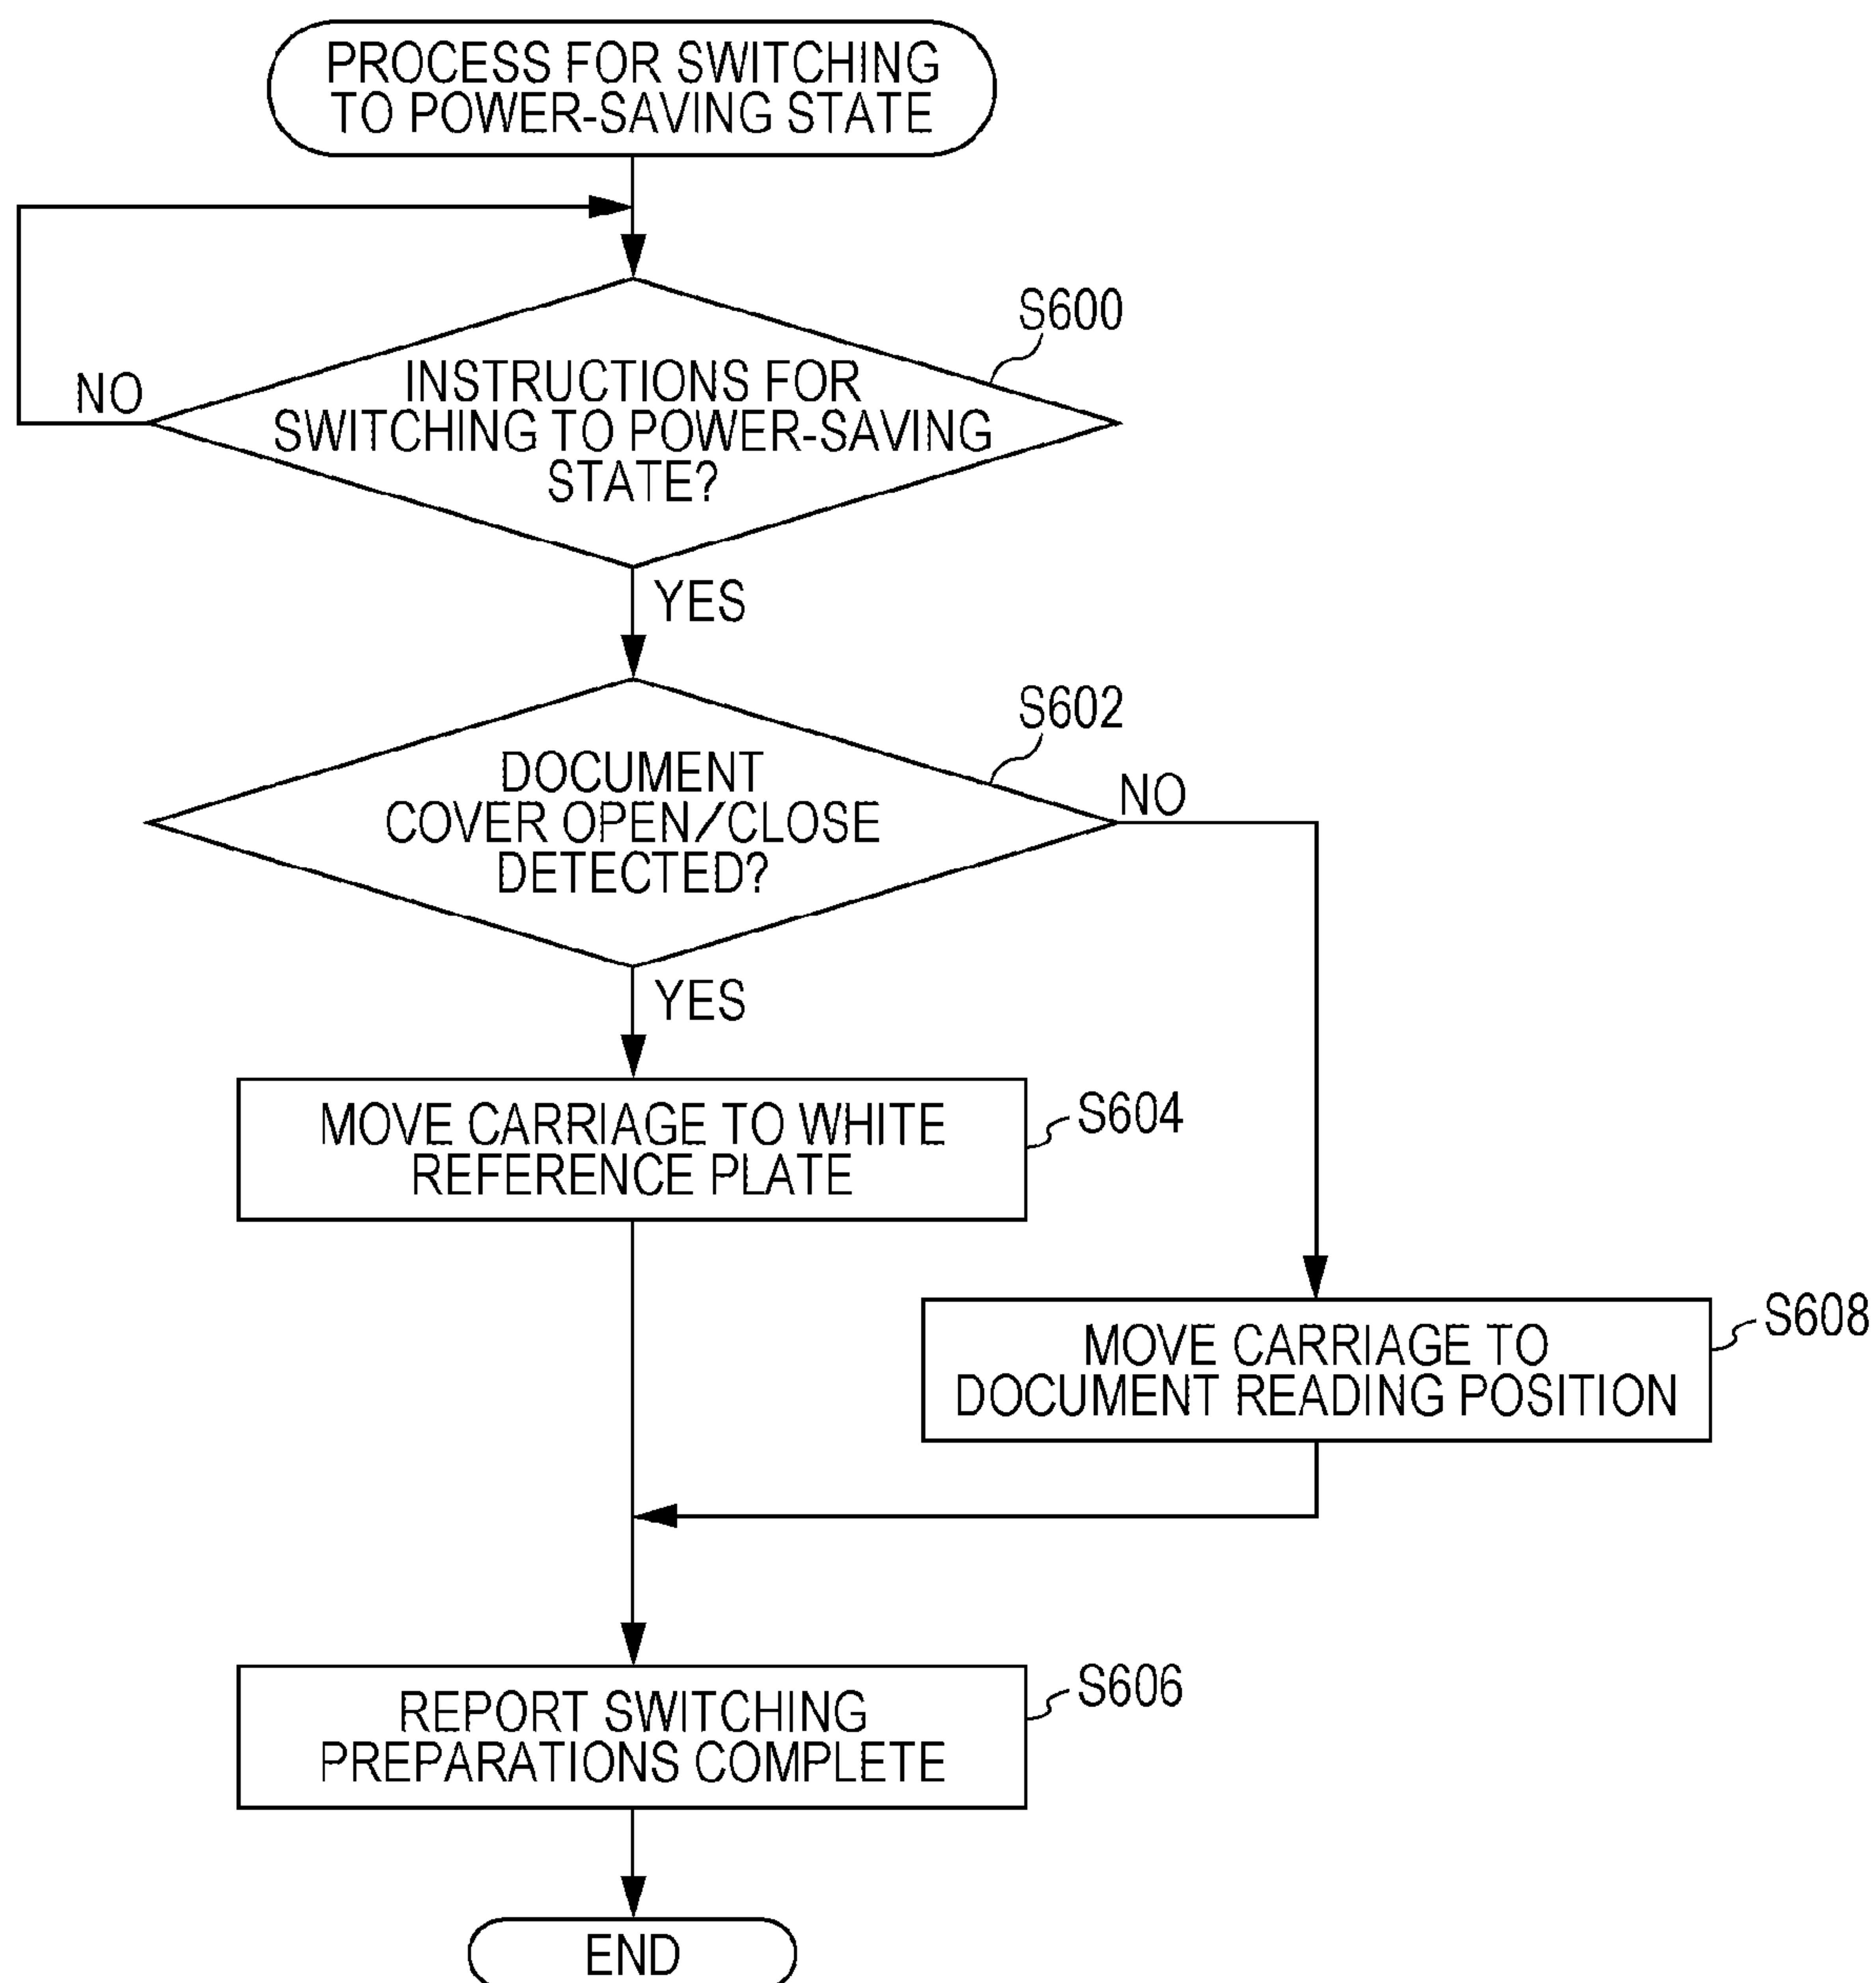 PROCESS FOR SWITCHING
TO POWER-SAVING STATE
S600
INSTRUCTIONS FOR
SWITCHING TO POWER-SAVING
STATE?
NO
YES
S602
DOCUMENT
COVER OPEN/CLOSE
DETECTED?
NO
YES
MOVE CARRIAGE TO WHITE
REFERENCE PLATE
S604
MOVE CARRIAGE TO
DOCUMENT READING POSITION
S608
REPORT SWITCHING
PREPARATIONS COMPLETE
S606
END